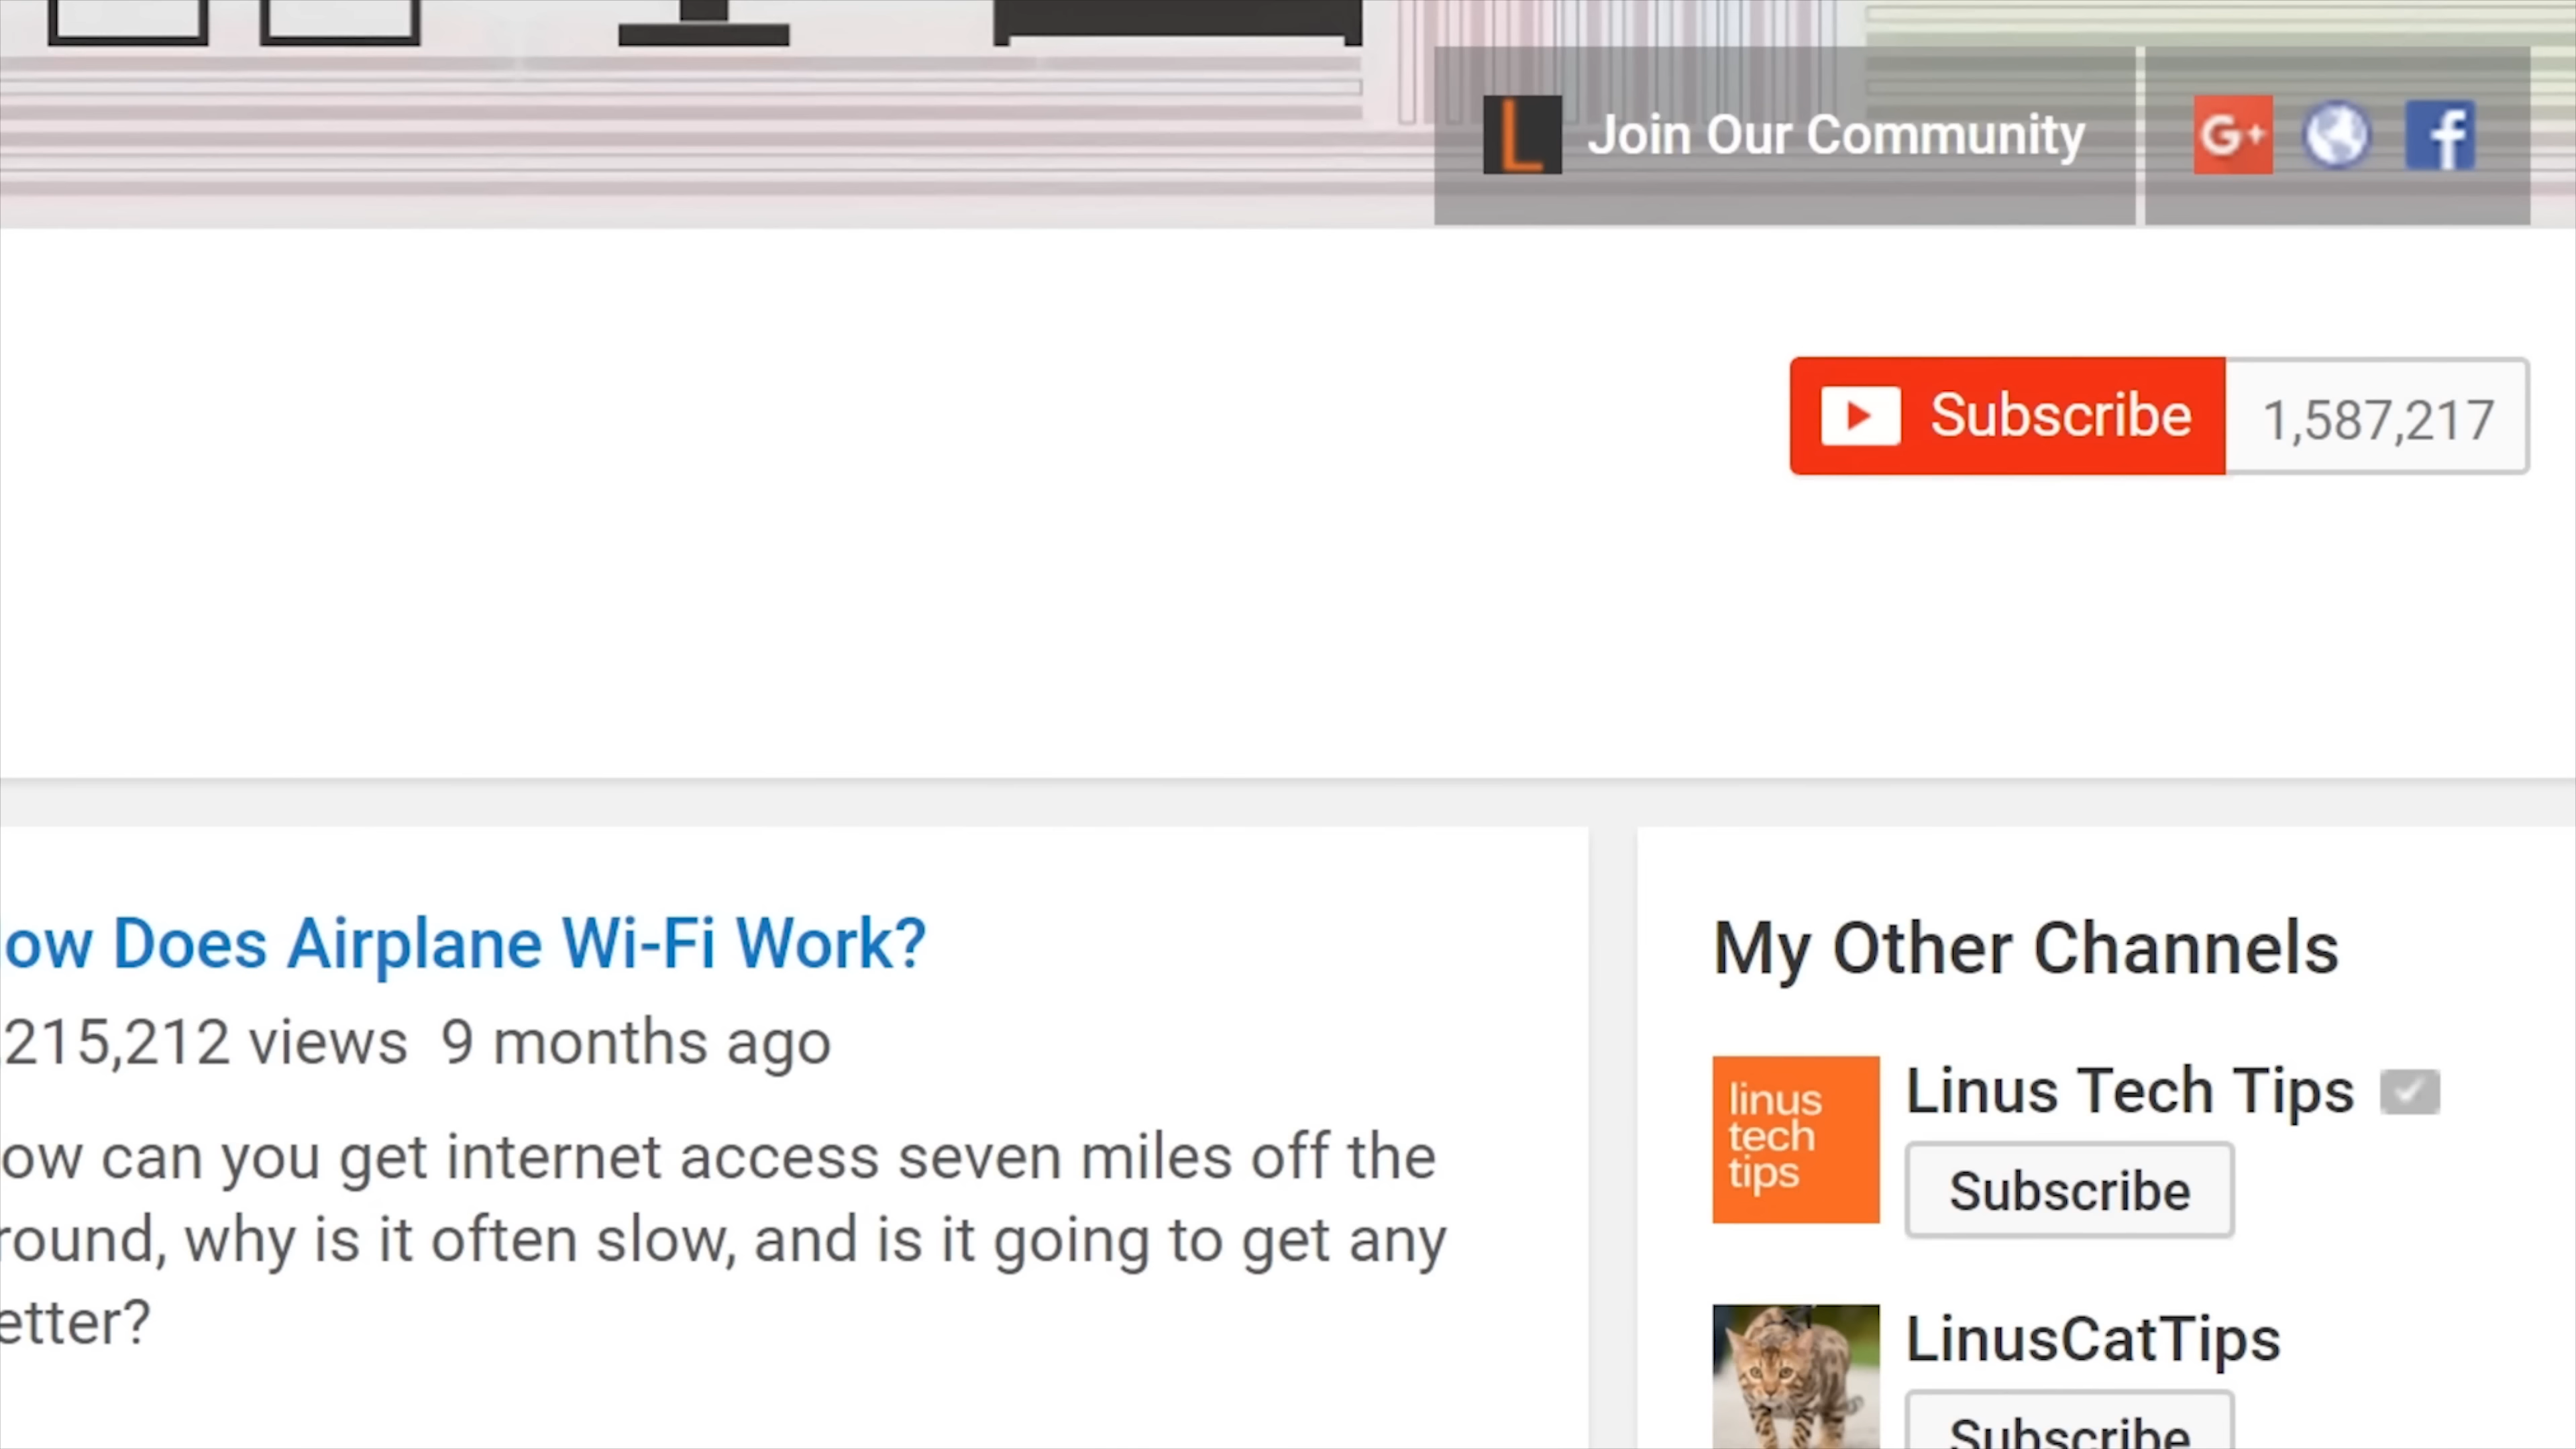 L Join Our Community G+ f
Subscribe 1,587,217
ow Does Airplane Wi-Fi Work?
,215,212 views 9 months ago
ow can you get internet access seven miles off the
round, why is it often slow, and is it going to get any
etter?
My Other Channels
linus
tech
tips
Linus Tech Tips
Subscribe
LinusCatTips
Subscribe